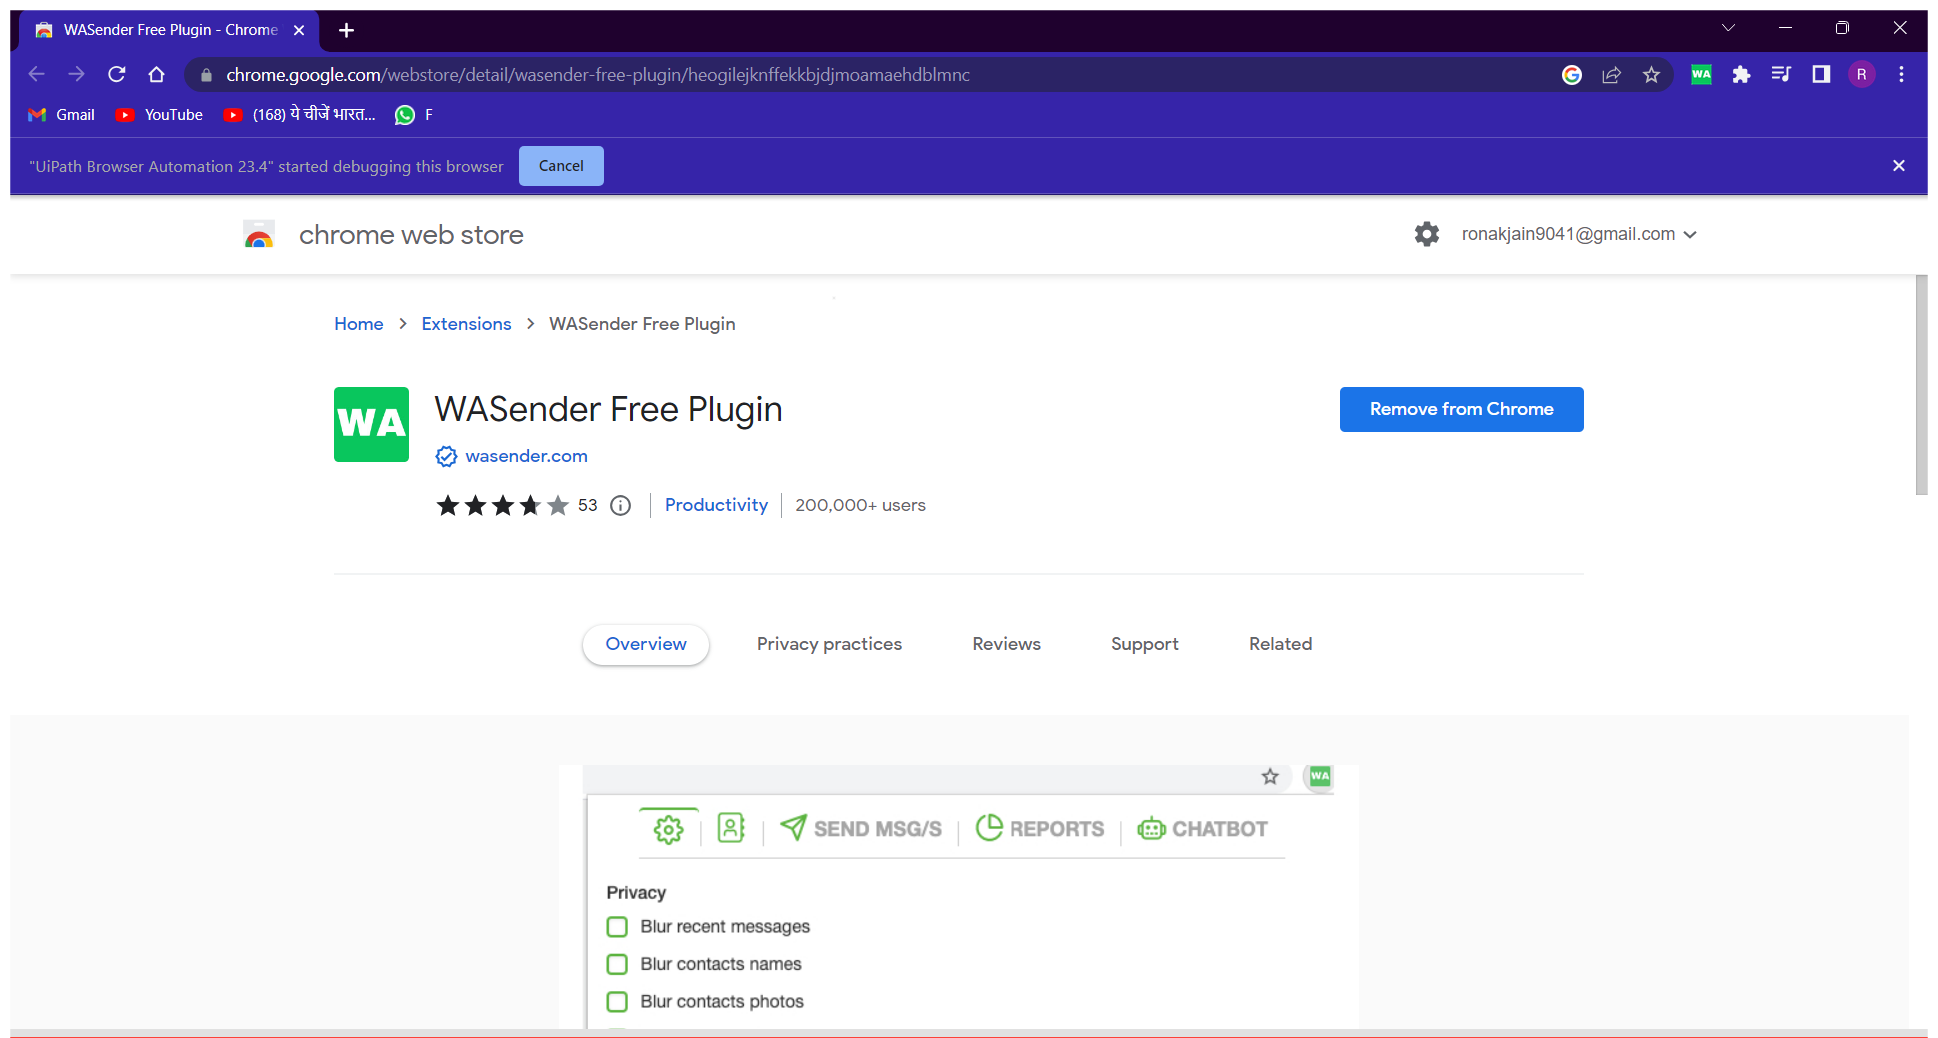 WASender Free Plugin - Chrome
chrome.google.com/webstore/detail/wasender-free-plugin/heogilejknffekkbjdjmoamaehdblmnc
WA
R
Gmail
YouTube
(168) ये चीजें भारत...
F
"UiPath Browser Automation 23.4" started debugging this browser
Cancel
chrome web store
ronakjain9041@gmail.com
Home > Extensions > WASender Free Plugin
WA
WASender Free Plugin
Remove from Chrome
wasender.com
53
Productivity
200,000+ users
Overview
Privacy practices
Reviews
Support
Related
WA
SEND MSG/S
REPORTS
CHATBOT
Privacy
Blur recent messages
Blur contacts names
Blur contacts photos